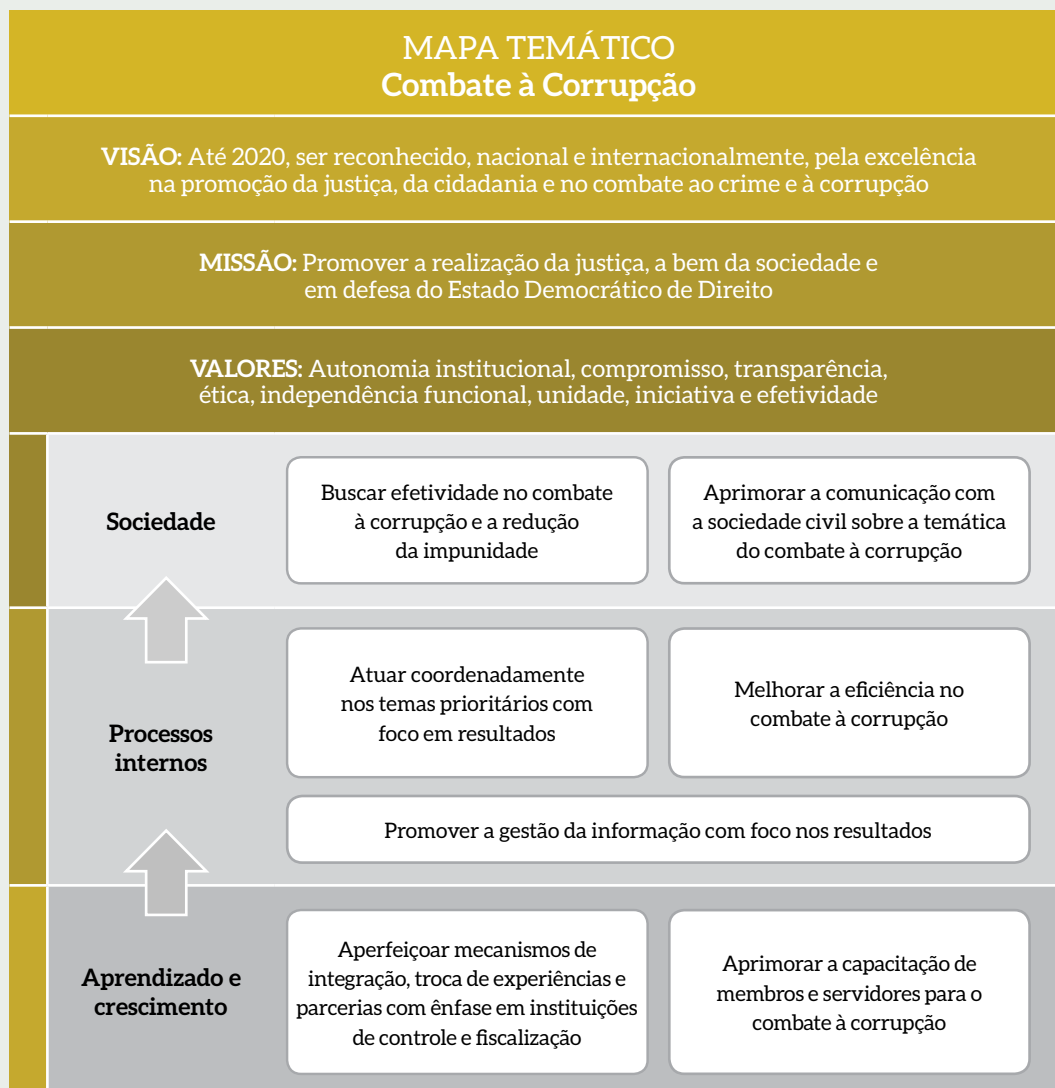 MAPA TEMÁTICO
Combate à Corrupção
VISÃO: Até 2020, ser reconhecido, nacional e internacionalmente, pela excelência
na promoção da justiça, da cidadania e no combate ao crime e à corrupção
MISSÃO: Promover a realização da justiça, a bem da sociedade e
em defesa do Estado Democrático de Direito
VALORES: Autonomia institucional, compromisso, transparência,
ética, independência funcional, unidade, iniciativa e efetividade
Sociedade
Buscar efetividade no combate
à corrupção e a redução
da impunidade
Aprimorar a comunicação com
a sociedade civil sobre a temática
do combate à corrupção
Processos
internos
Atuar coordenadamente
nos temas prioritários com
foco em resultados
Melhorar a eficiência no
combate à corrupção
Promover a gestão da informação com foco nos resultados
Aprendizado e
crescimento
Aperfeiçoar mecanismos de
integração, troca de experiências e
parcerias com ênfase em instituições
de controle e fiscalização
Aprimorar a capacitação de
membros e servidores para o
combate à corrupção